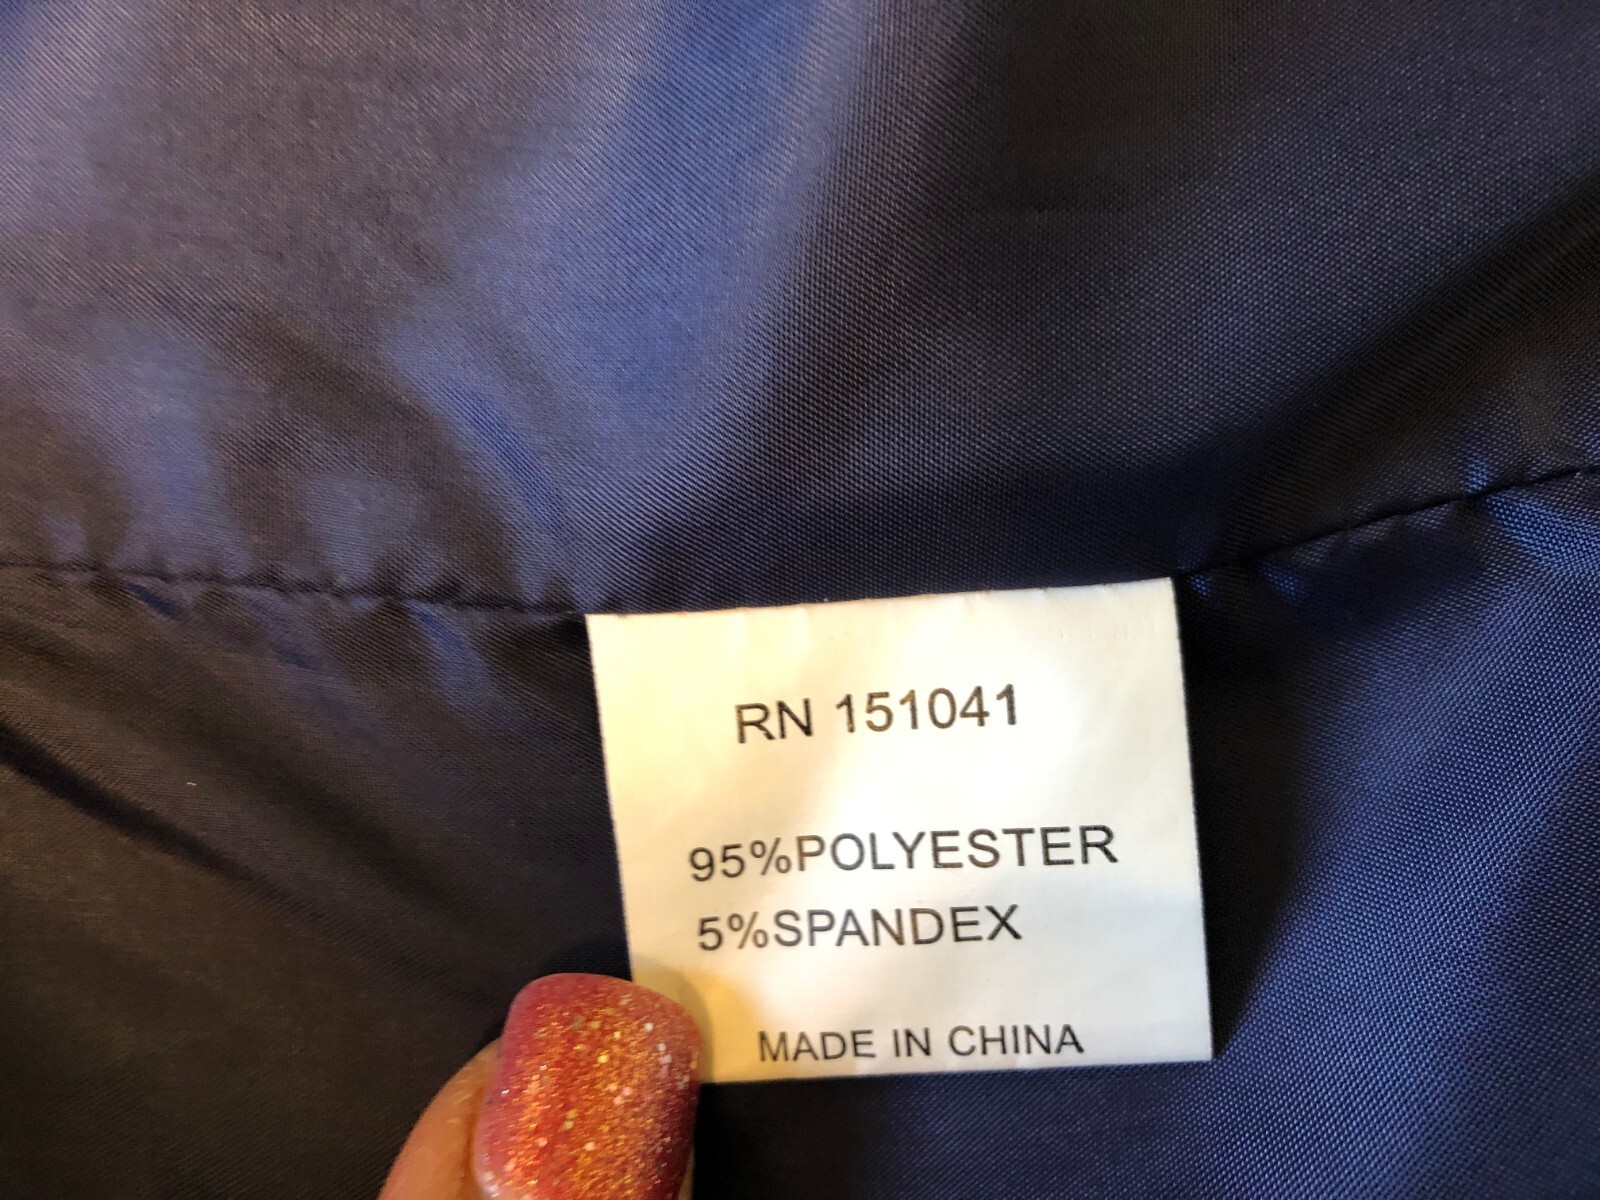 RN 151041
95%POLYESTER
5%SPANDEX
MADE IN CHINA